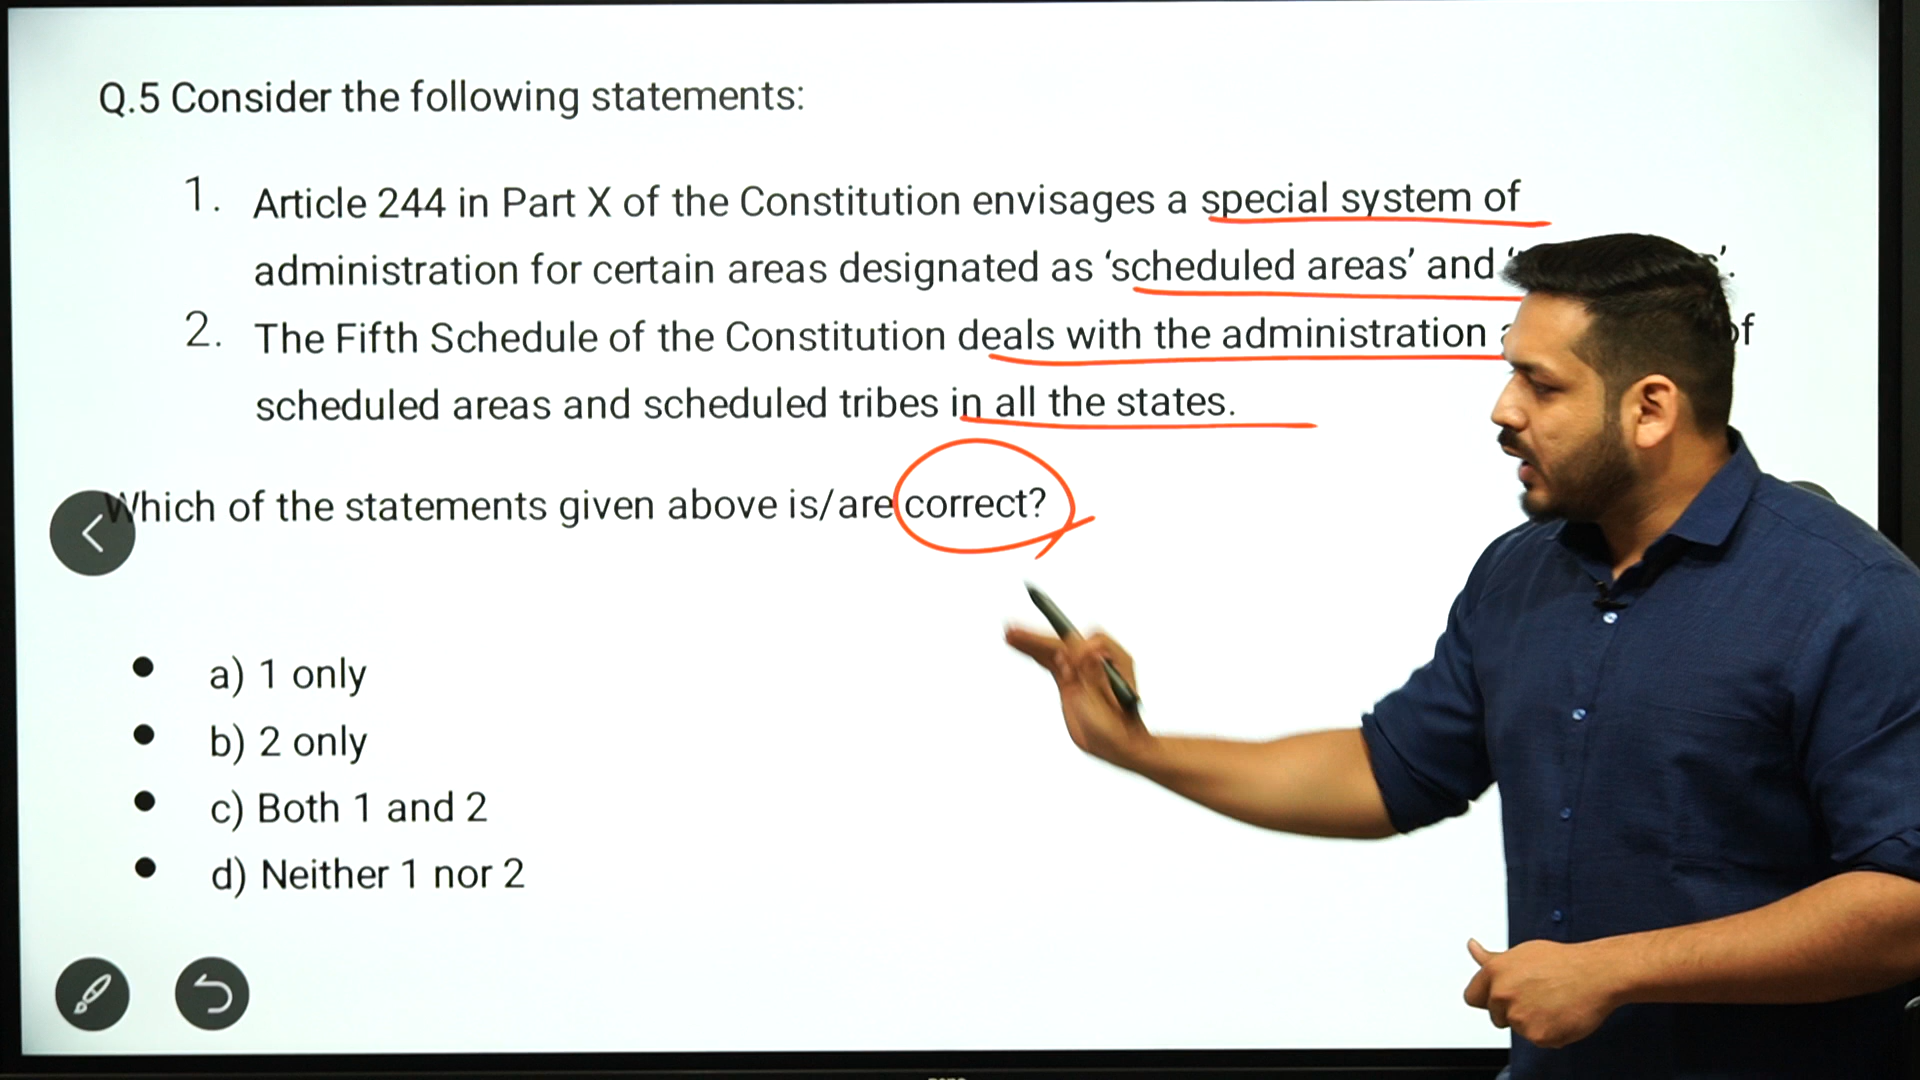 Q.5 Consider the following statements:
1. Article 244 in Part X of the Constitution envisages a special system of
administration for certain areas designated as ‘scheduled areas’ and ‘
2. The Fifth Schedule of the Constitution deals with the administration of
scheduled areas and scheduled tribes in all the states.
Which of the statements given above is/are correct?
• a) 1 only
• b) 2 only
• c) Both 1 and 2
• d) Neither 1 nor 2